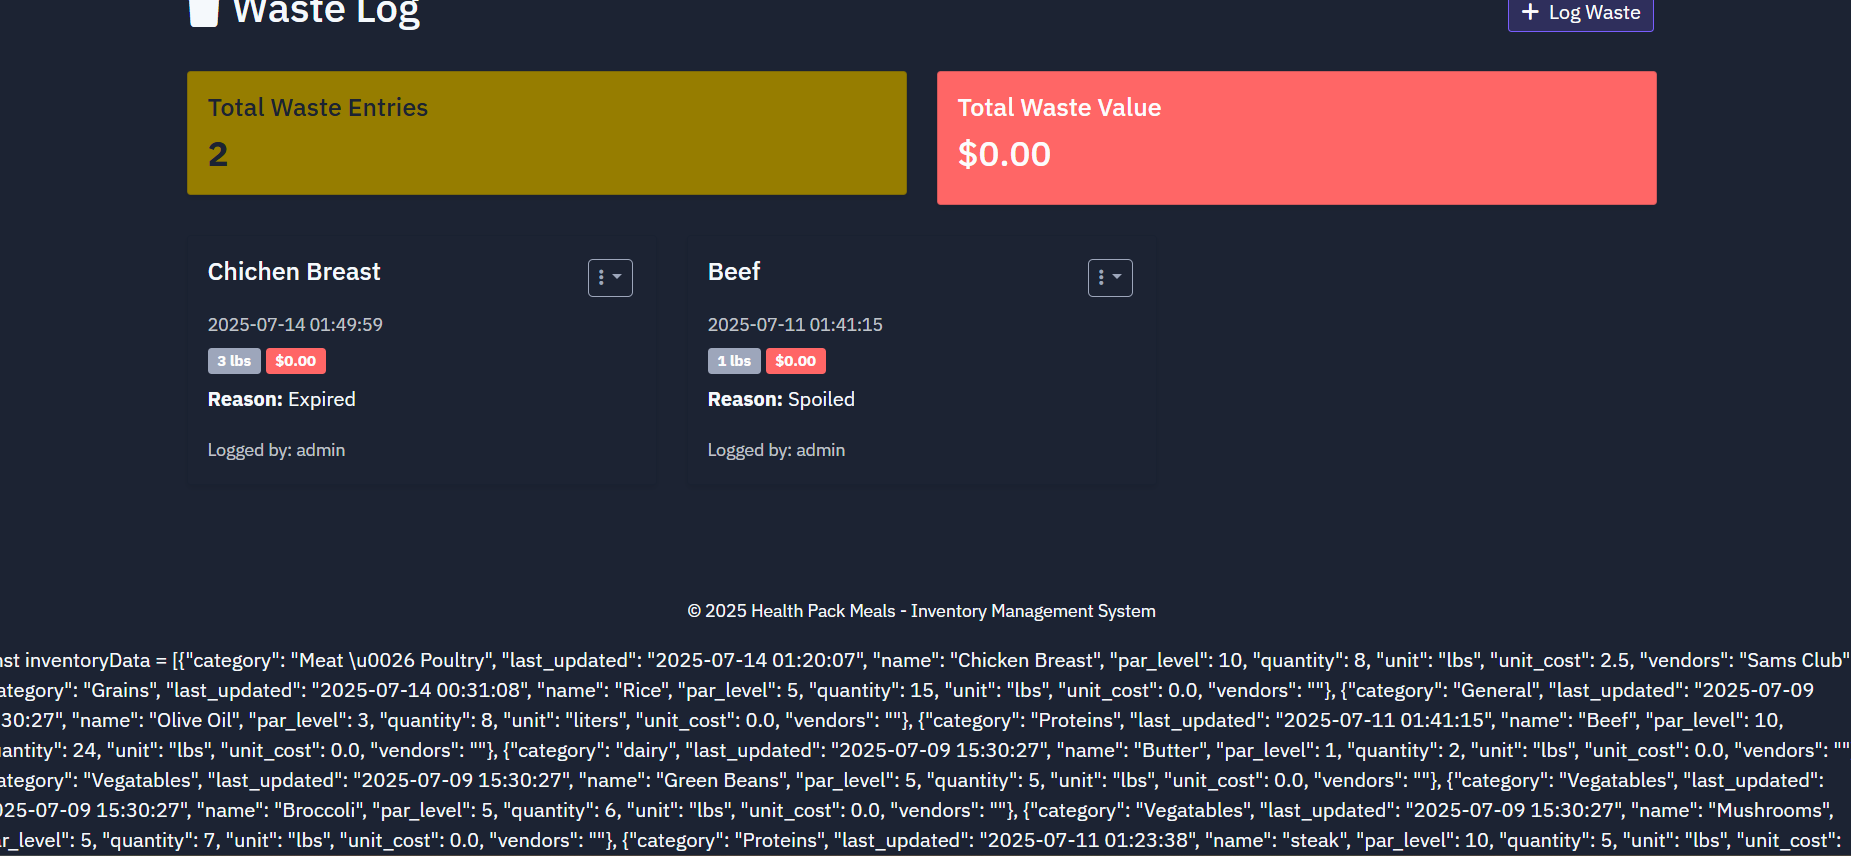 Waste Log
+ Log Waste
Total Waste Entries
2
Total Waste Value
$0.00
Chichen Breast
2025-07-14 01:49:59
3 lbs $0.00
Reason: Expired
Logged by: admin
Beef
2025-07-11 01:41:15
1 lbs $0.00
Reason: Spoiled
Logged by: admin
© 2025 Health Pack Meals - Inventory Management System
nst inventoryData = [{"category": "Meat \u0026 Poultry", "last_updated": "2025-07-14 01:20:07", "name": "Chicken Breast", "par_level": 10, "quantity": 8, "unit": "lbs", "unit_cost": 2.5, "vendors": "Sams Club"
ategory": "Grains", "last_updated": "2025-07-14 00:31:08", "name": "Rice", "par_level": 5, "quantity": 15, "unit": "lbs", "unit_cost": 0.0, "vendors": ""}, {"category": "General", "last_updated": "2025-07-09
30:27", "name": "Olive Oil", "par_level": 3, "quantity": 8, "unit": "liters", "unit_cost": 0.0, "vendors": ""}, {"category": "Proteins", "last_updated": "2025-07-11 01:41:15", "name": "Beef", "par_level": 10,
antity": 24, "unit": "lbs", "unit_cost": 0.0, "vendors": ""}, {"category": "dairy", "last_updated": "2025-07-09 15:30:27", "name": "Butter", "par_level": 1, "quantity": 2, "unit": "lbs", "unit_cost": 0.0, "vendors": ""
ategory": "Vegatables", "last_updated": "2025-07-09 15:30:27", "name": "Green Beans", "par_level": 5, "quantity": 5, "unit": "lbs", "unit_cost": 0.0, "vendors": ""}, {"category": "Vegatables", "last_updated":
025-07-09 15:30:27", "name": "Broccoli", "par_level": 5, "quantity": 6, "unit": "lbs", "unit_cost": 0.0, "vendors": ""}, {"category": "Vegatables", "last_updated": "2025-07-09 15:30:27", "name": "Mushrooms",
r_level": 5, "quantity": 7, "unit": "lbs", "unit_cost": 0.0, "vendors": ""}, {"category": "Proteins", "last_updated": "2025-07-11 01:23:38", "name": "steak", "par_level": 10, "quantity": 5, "unit": "lbs", "unit_cost":